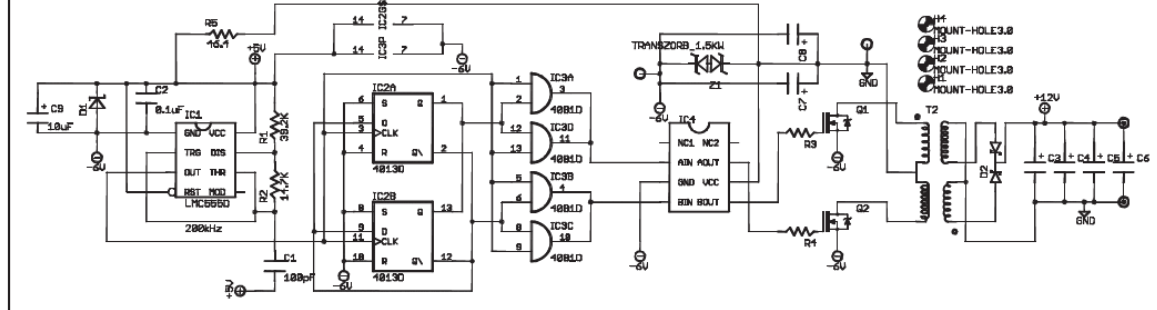 R5
46.4
+5V
C9
10uF
D1
C2
0.1uF
-6V
IC1
GND VCC
TRG DIS
OUT THR
RST MOD
LMC555D
200kHz
R1
39.2K
R2
14.7K
C1
100pF
+5V
14 IC2GS 7
14 IC3P 7
-6V
IC2A
6 S Q 1
5 D
3 CLK
4 R Q\ 2
4013D
IC2B
8 S Q 13
9 D
11 CLK
10 R Q\ 12
4013D
-6V
1
2
IC3A
3
4081D
12
13
IC3D
11
4081D
5
6
IC3B
4
4081D
8
9
IC3C
10
4081D
TRANSZORB_1.5KW
Z1
C8
C7
-6V
GND
IC4
NC1 NC2
AIN AOUT
GND VCC
BIN BOUT
-6V
R3
Q1
-6V
R4
Q2
-6V
H4
MOUNT-HOLE3.0
H3
MOUNT-HOLE3.0
H2
MOUNT-HOLE3.0
H1
MOUNT-HOLE3.0
T2
D2
+12V
C3
C4
C5
C6
GND